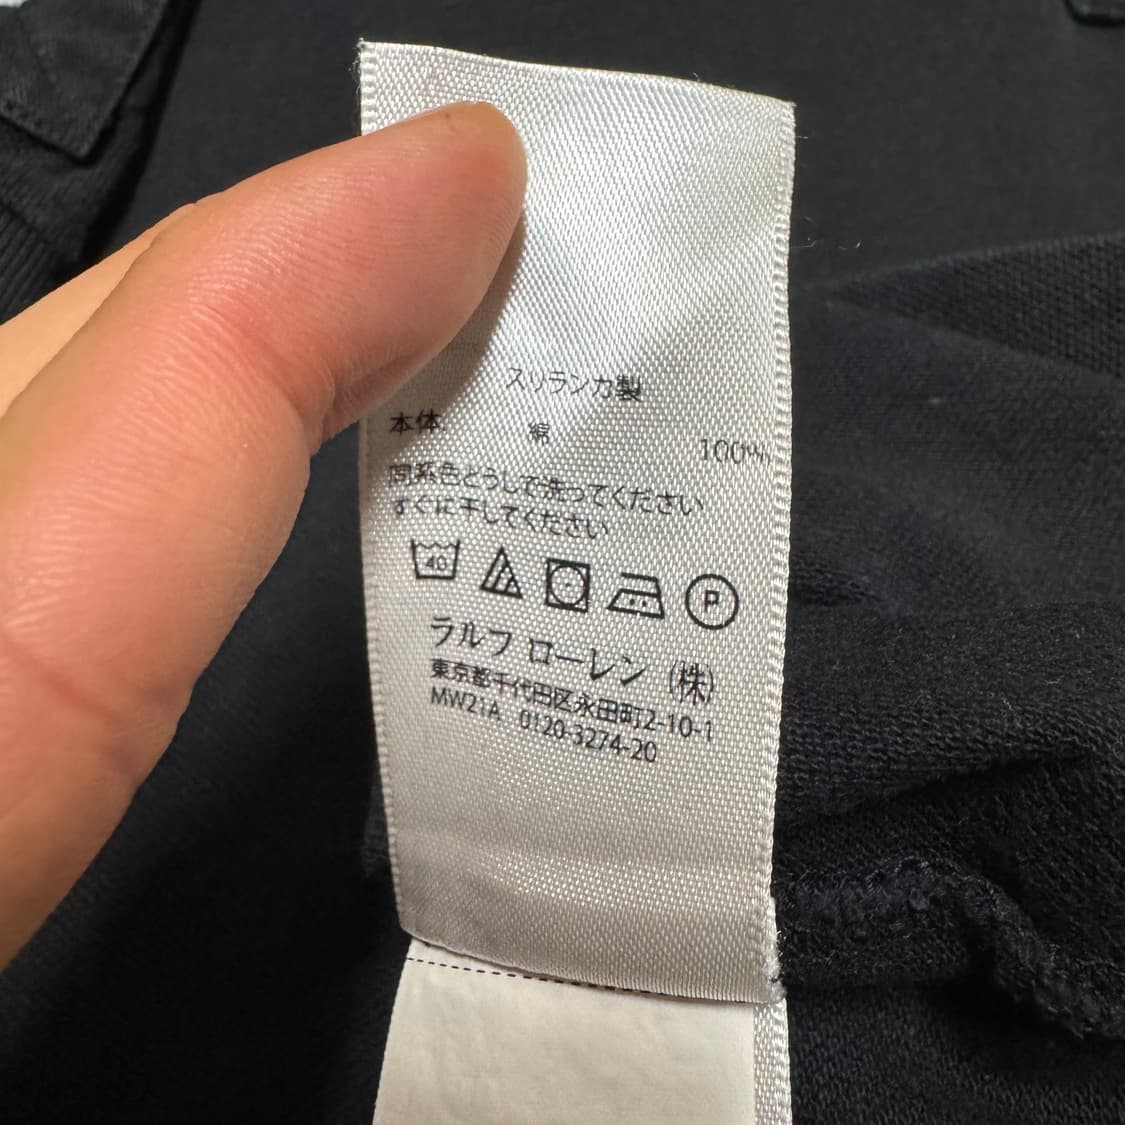 スリランカ製
本体 綿 100%
同系色どうしで洗ってください
すぐに干してください
40
P
ラルフ ローレン (株)
東京都千代田区永田町2-10-1
MW21A 0120-3274-20